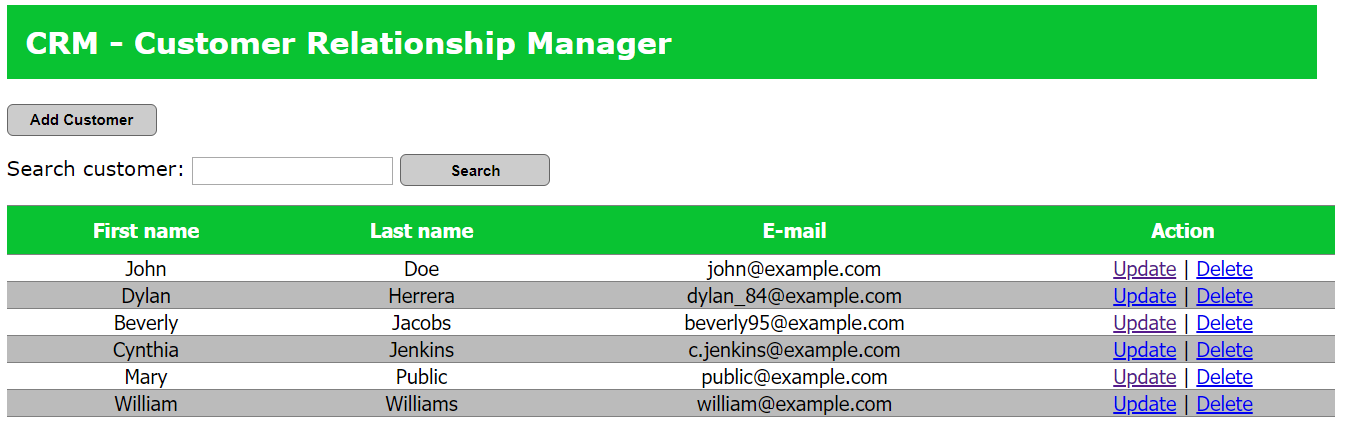 CRM - Customer Relationship Manager
Add Customer
Search customer: Search
First name Last name E-mail Action
John Doe john@example.com Update | Delete
Dylan Herrera dylan_84@example.com Update | Delete
Beverly Jacobs beverly95@example.com Update | Delete
Cynthia Jenkins c.jenkins@example.com Update | Delete
Mary Public public@example.com Update | Delete
William Williams william@example.com Update | Delete